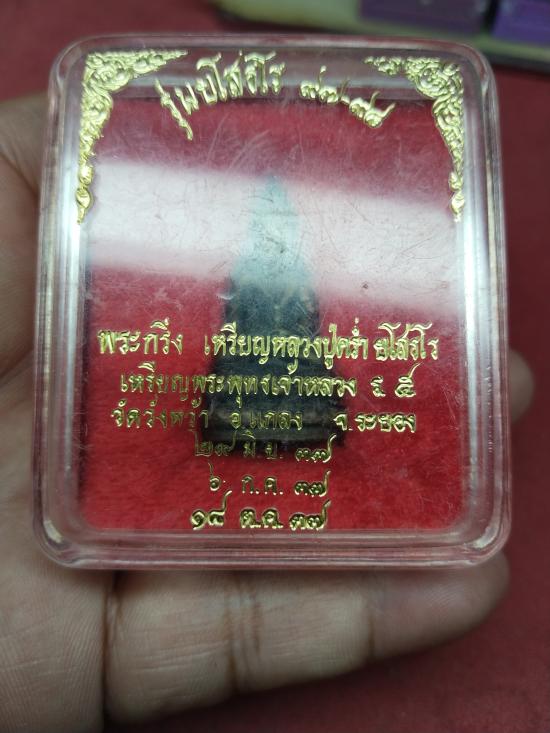 รุ่นยโสธโร ๙๗-๓๘
พระกริ่ง เหรียญหลวงปู่คร่ำ ยโสธโร
เหรียญพระพุทธเจ้าหลวง ร ๕
วัดวังหว้า อ.แกลง จ.ระยอง
๒๙ มิ.ย. ๓๗
๖ ก.ค. ๓๗
๑๘ ต.ค. ๓๗